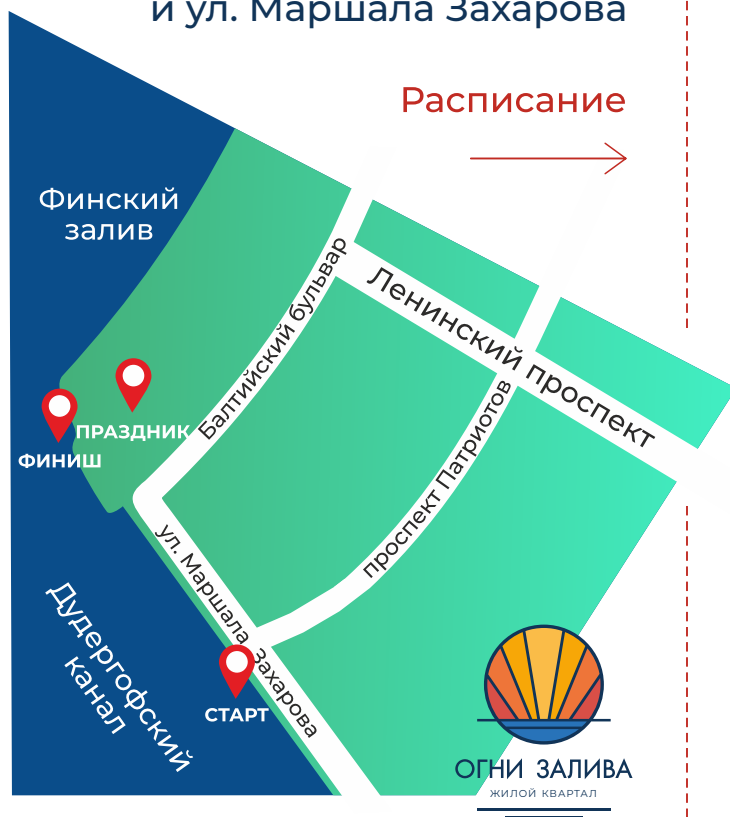 и ул. Маршала Захарова
Расписание
Финский
залив
Балтийский бульвар
Ленинский проспект
ПРАЗДНИК
ФИНИШ
проспект Патриотов
ул. Маршала Захарова
Дудергофский
канал
СТАРТ
ОГНИ ЗАЛИВА
ЖИЛОЙ КВАРТАЛ